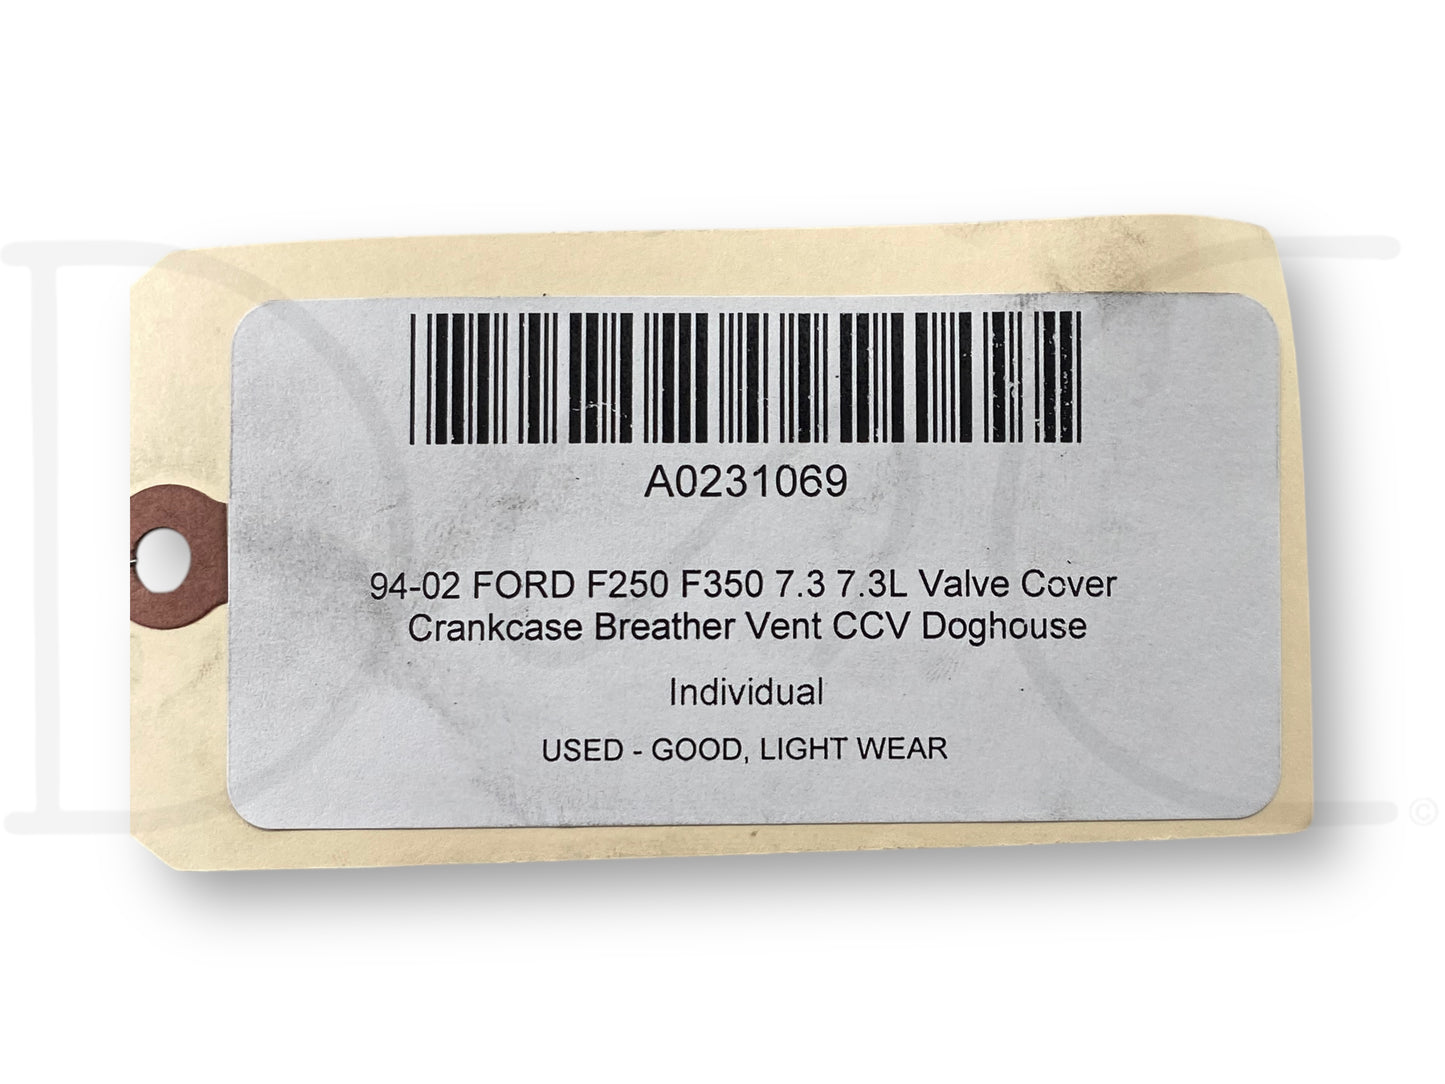 A0231069
94-02 FORD F250 F350 7.3 7.3L Valve Cover
Crankcase Breather Vent CCV Doghouse
Individual
USED - GOOD, LIGHT WEAR
©